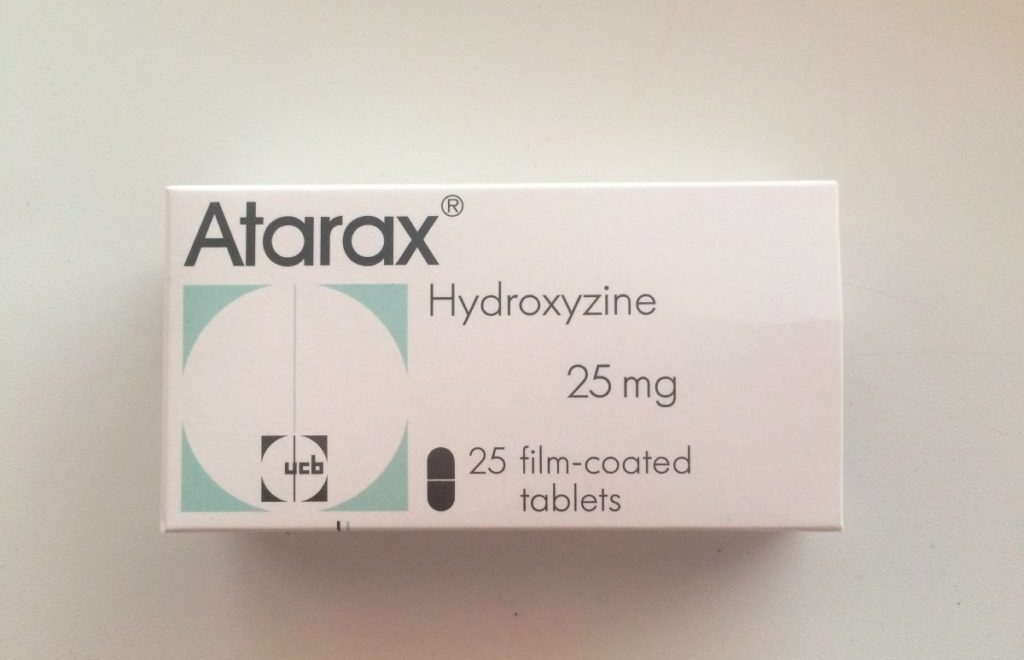 Atarax®
Hydroxyzine
25 mg
ucb
25 film-coated
tablets